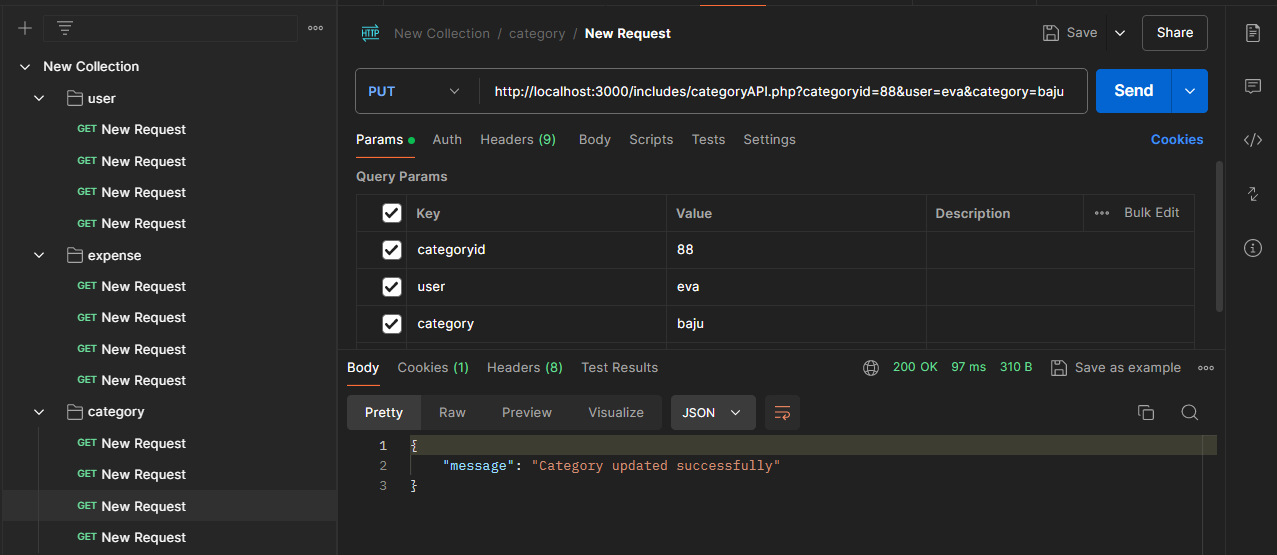 New Collection
user
GET New Request
GET New Request
GET New Request
GET New Request
expense
GET New Request
GET New Request
GET New Request
GET New Request
category
GET New Request
GET New Request
GET New Request
GET New Request
HTTP New Collection / category / New Request
Save
Share
PUT
http://localhost:3000/includes/categoryAPI.php?categoryid=88&user=eva&category=baju
Send
Params Auth Headers (9) Body Scripts Tests Settings
Cookies
Query Params
Key Value Description Bulk Edit
categoryid 88
user eva
category baju
Body Cookies (1) Headers (8) Test Results
200 OK 97 ms 310 B Save as example
Pretty Raw Preview Visualize JSON
1 {
2 "message": "Category updated successfully"
3 }